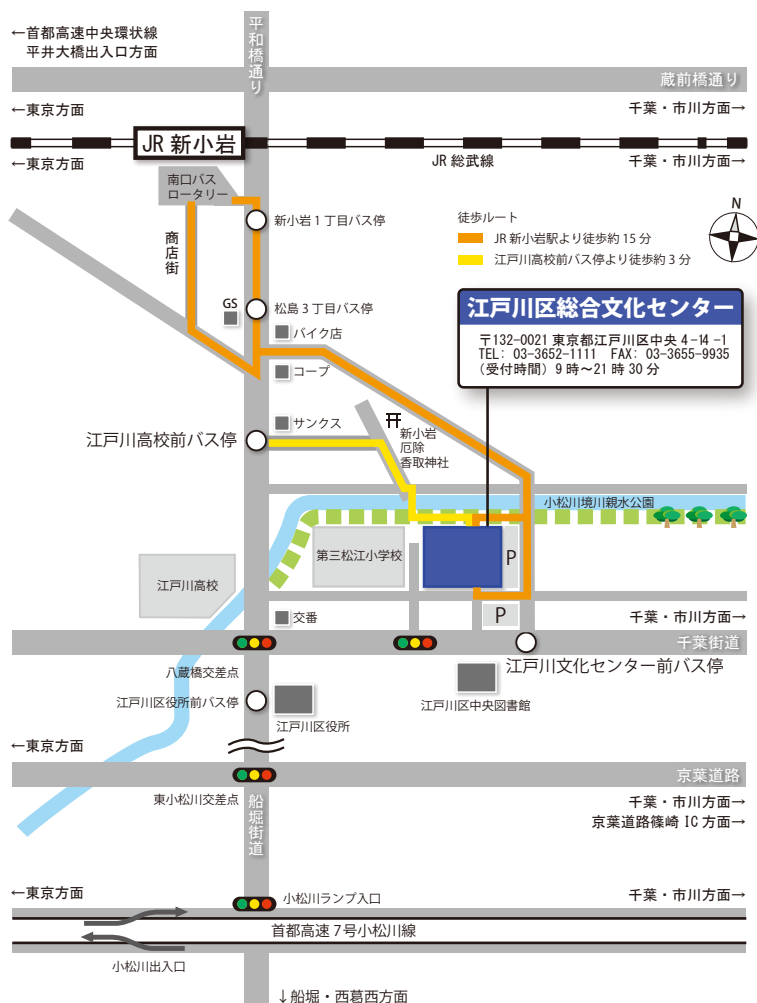 ←首都高速中央環状線
平井大橋出入口方面
平和橋通り
蔵前橋通り
←東京方面
千葉・市川方面→
JR 新小岩
←東京方面
JR 総武線
千葉・市川方面→
南口バス
ロータリー
新小岩 1 丁目バス停
商店街
徒歩ルート
JR 新小岩駅より徒歩約 15 分
江戸川高校前バス停より徒歩約 3 分
N
GS
松島 3 丁目バス停
バイク店
コープ
江戸川区総合文化センター
〒132-0021 東京都江戸川区中央 4-14-1
TEL: 03-3652-1111 FAX: 03-3655-9935
(受付時間) 9 時〜21 時 30 分
サンクス
江戸川高校前バス停
新小岩
厄除
香取神社
小松川境川親水公園
第三松江小学校
P
江戸川高校
P
交番
千葉・市川方面→
千葉街道
八蔵橋交差点
江戸川文化センター前バス停
江戸川区役所前バス停
江戸川区役所
江戸川区中央図書館
←東京方面
京葉道路
東小松川交差点
船堀街道
千葉・市川方面→
京葉道路篠崎 IC 方面→
←東京方面
小松川ランプ入口
千葉・市川方面→
首都高速 7 号小松川線
小松川出入口
↓船堀・西葛西方面